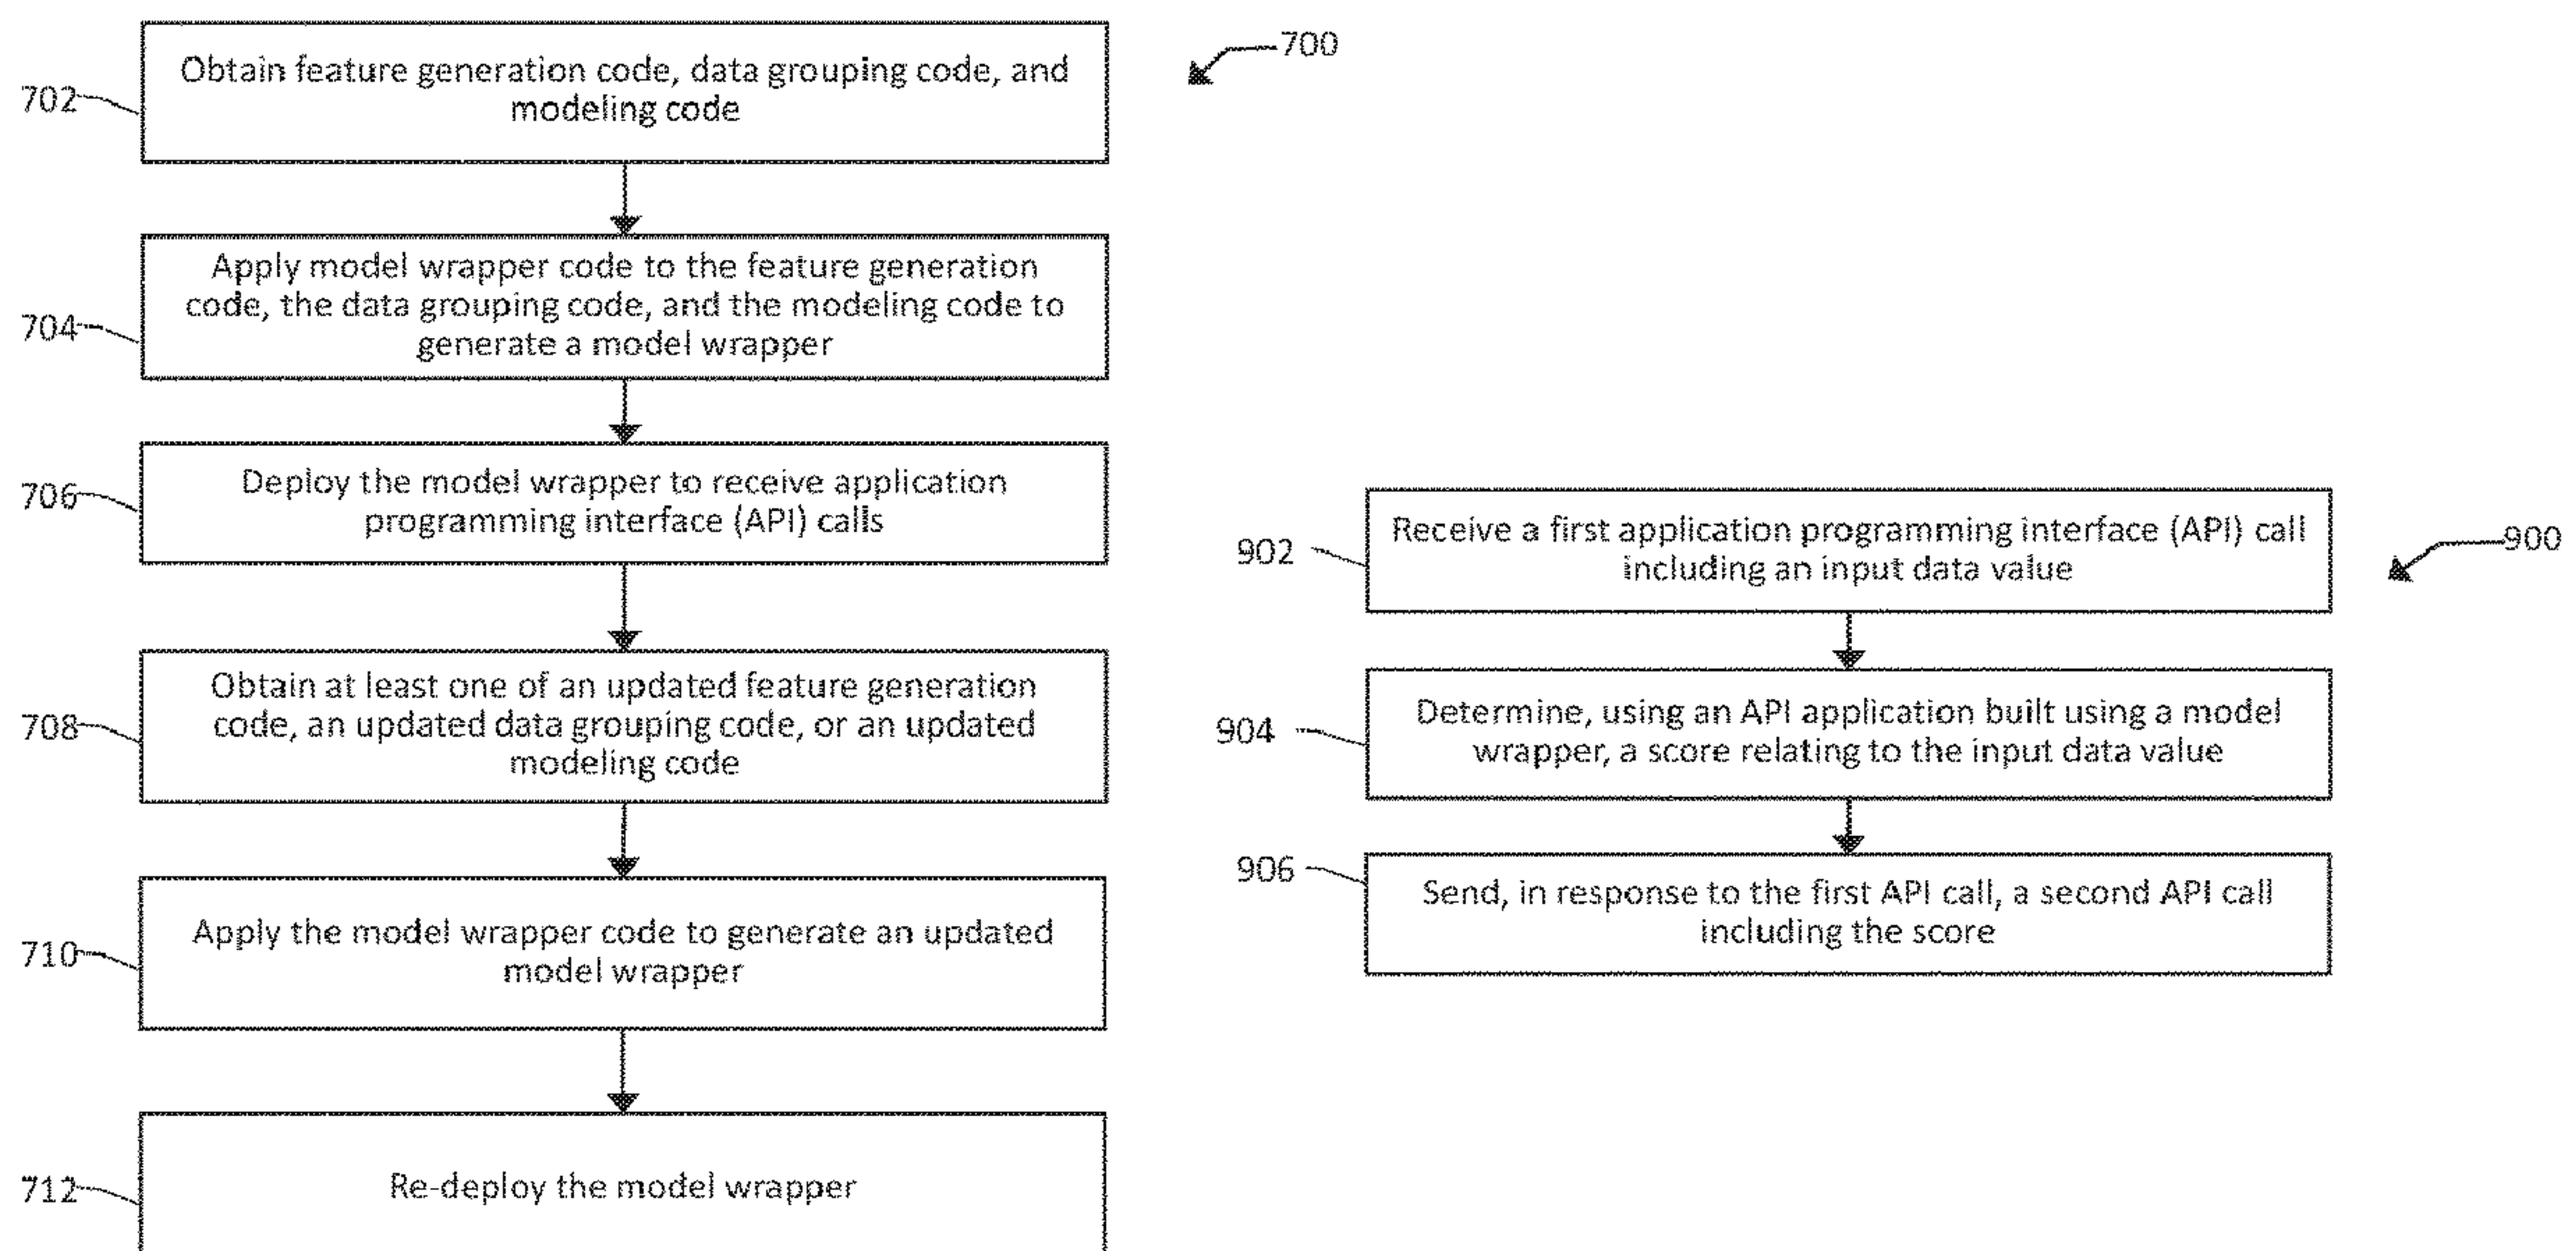 700
702
Obtain feature generation code, data grouping code, and
modeling code
704
Apply model wrapper code to the feature generation
code, the data grouping code, and the modeling code to
generate a model wrapper
706
Deploy the model wrapper to receive application
programming interface (API) calls
708
Obtain at least one of an updated feature generation
code, an updated data grouping code, or an updated
modeling code
710
Apply the model wrapper code to generate an updated
model wrapper
712
Re-deploy the model wrapper
900
902
Receive a first application programming interface (API) call
including an input data value
904
Determine, using an API application built using a model
wrapper, a score relating to the input data value
906
Send, in response to the first API call, a second API call
including the score